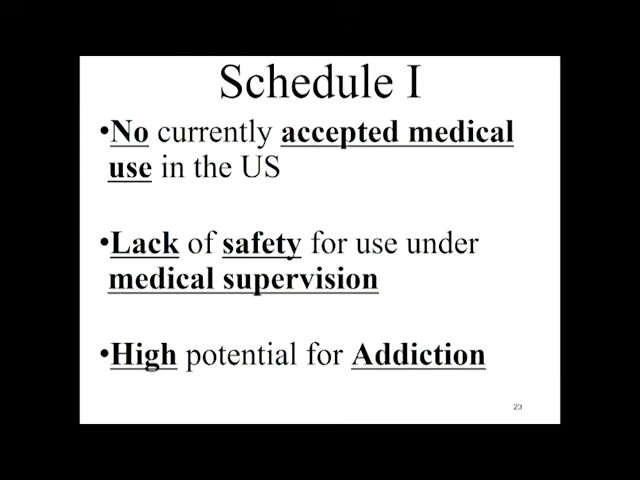 Schedule I
•No currently accepted medical
use in the US
•Lack of safety for use under
medical supervision
•High potential for Addiction
23